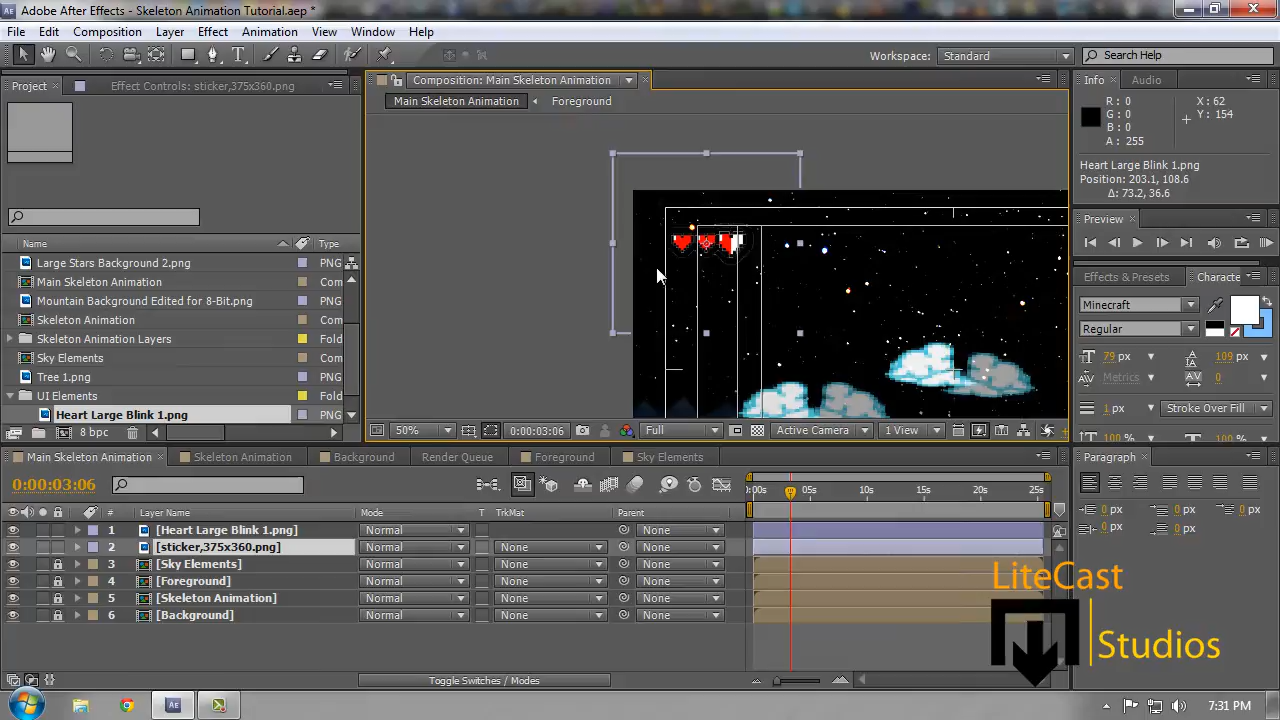 Adobe After Effects - Skeleton Animation Tutorial.aep *
File Edit Composition Layer Effect Animation View Window Help
Workspace: Standard Search Help
Project Effect Controls: sticker,375x360.png
Composition: Main Skeleton Animation
Info Audio
Main Skeleton Animation Foreground
R: 0 X: 62
G: 0 Y: 154
B: 0
A: 255
Heart Large Blink 1.png
Position: 203.1, 108.6
Δ: 73.2, 36.6
Preview
Name Type
Large Stars Background 2.png PNG
Main Skeleton Animation Com
Mountain Background Edited for 8-Bit.png PNG
Skeleton Animation Com
Skeleton Animation Layers Fold
Sky Elements Com
Tree 1.png PNG
UI Elements Fold
Heart Large Blink 1.png PNG
8 bpc
Effects & Presets Characte
Minecraft
Regular
79 px 109 px
Metrics 0
1 px Stroke Over Fill
100 % 100 %
50% 0:00:03:06 Full Active Camera 1 View
Main Skeleton Animation Skeleton Animation Background Render Queue Foreground Sky Elements
Paragraph
0:00:03:06
0:00s 05s 10s 15s 20s 25s
0 px 0 px 0 px
0 px 0 px
# Layer Name Mode T TrkMat Parent
1 [Heart Large Blink 1.png] Normal None
2 [sticker,375x360.png] Normal None None
3 [Sky Elements] Normal None None
4 [Foreground] Normal None None
5 [Skeleton Animation] Normal None None
6 [Background] Normal None None
LiteCast
Studios
Toggle Switches / Modes
7:31 PM